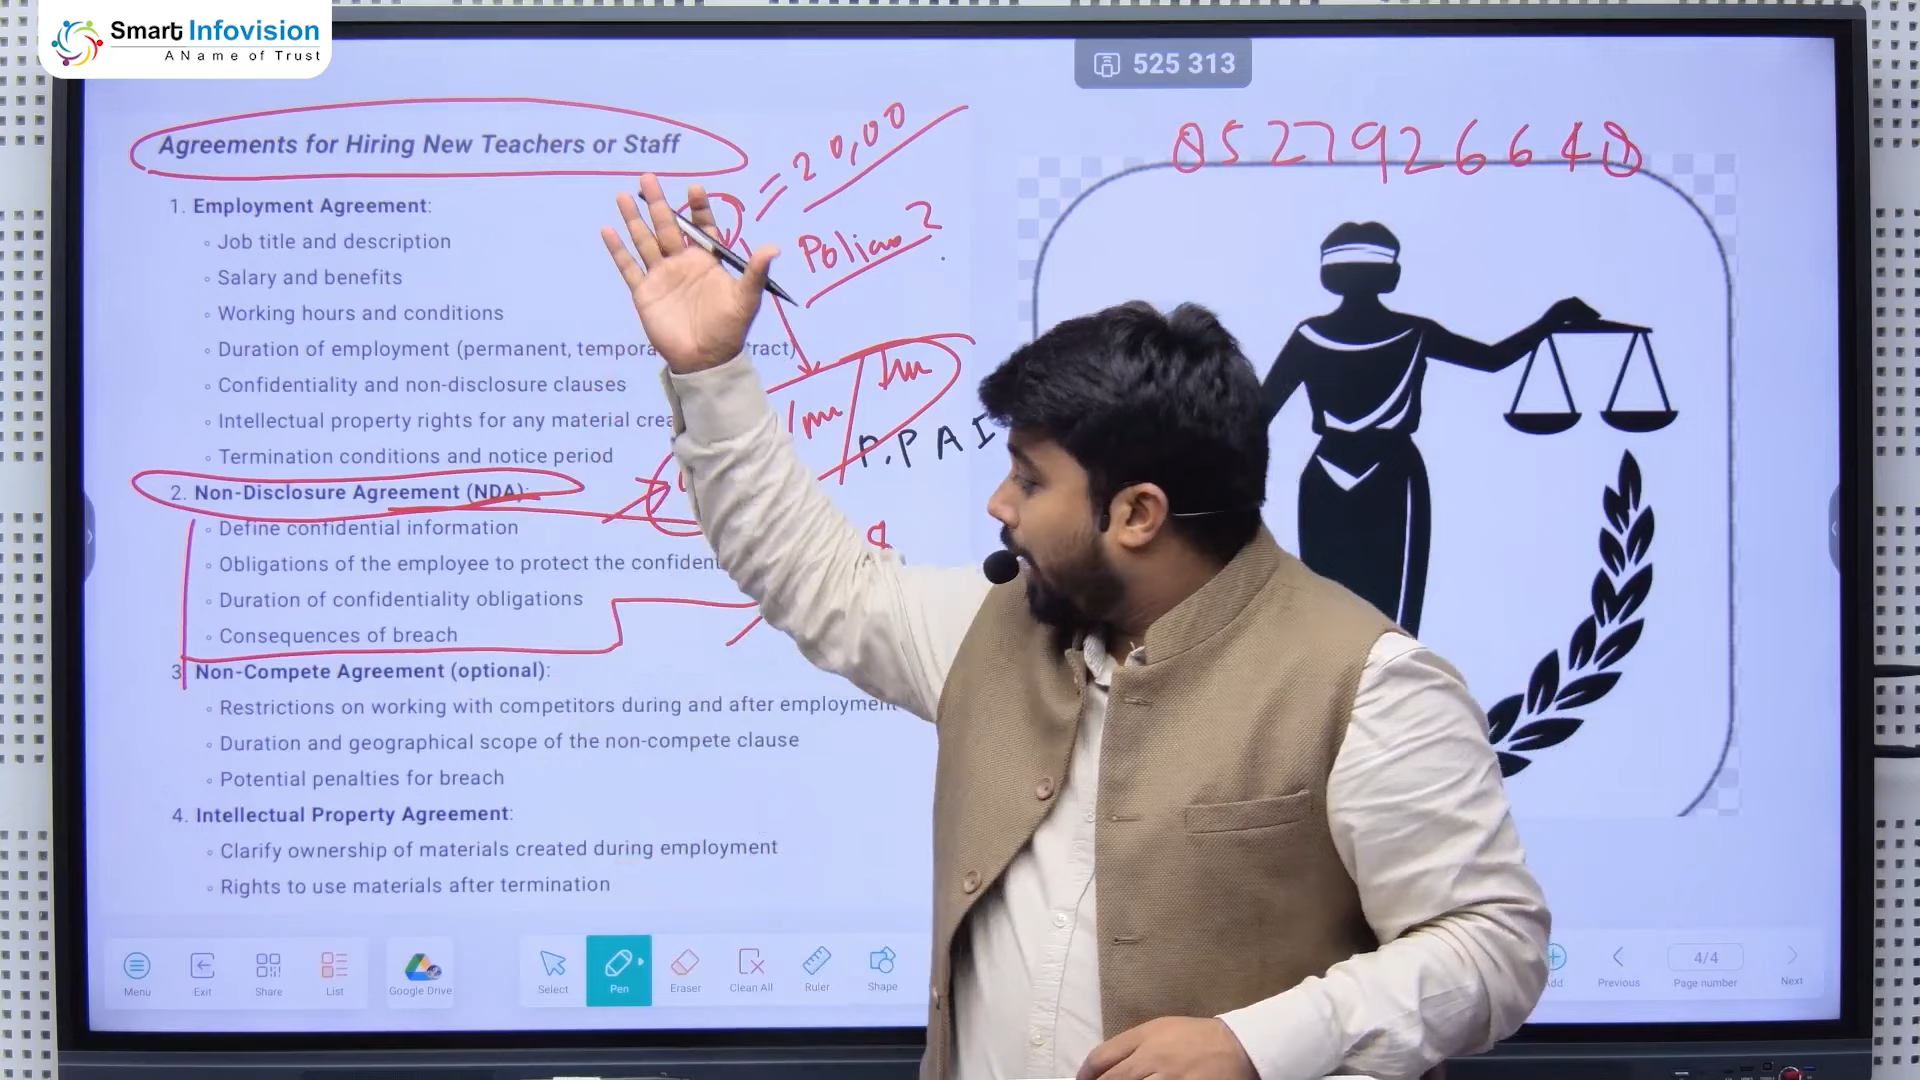 Smart Infovision
A Name of Trust
525 313
Agreements for Hiring New Teachers or Staff
= 20,00
8527926648
1. Employment Agreement:
◦ Job title and description
◦ Salary and benefits
◦ Working hours and conditions
◦ Duration of employment (permanent, tempora
◦ Confidentiality and non-disclosure clauses
◦ Intellectual property rights for any material crea
◦ Termination conditions and notice period
P A I
2. Non-Disclosure Agreement (NDA):
◦ Define confidential information
◦ Obligations of the employee to protect the confident
◦ Duration of confidentiality obligations
◦ Consequences of breach
3 Non-Compete Agreement (optional):
◦ Restrictions on working with competitors during and after employment
◦ Duration and geographical scope of the non-compete clause
◦ Potential penalties for breach
4. Intellectual Property Agreement:
◦ Clarify ownership of materials created during employment
◦ Rights to use materials after termination
Menu Exit Share List Google Drive Select Pen Eraser Clean All Ruler Shape Add Previous 4/4 Page number Next